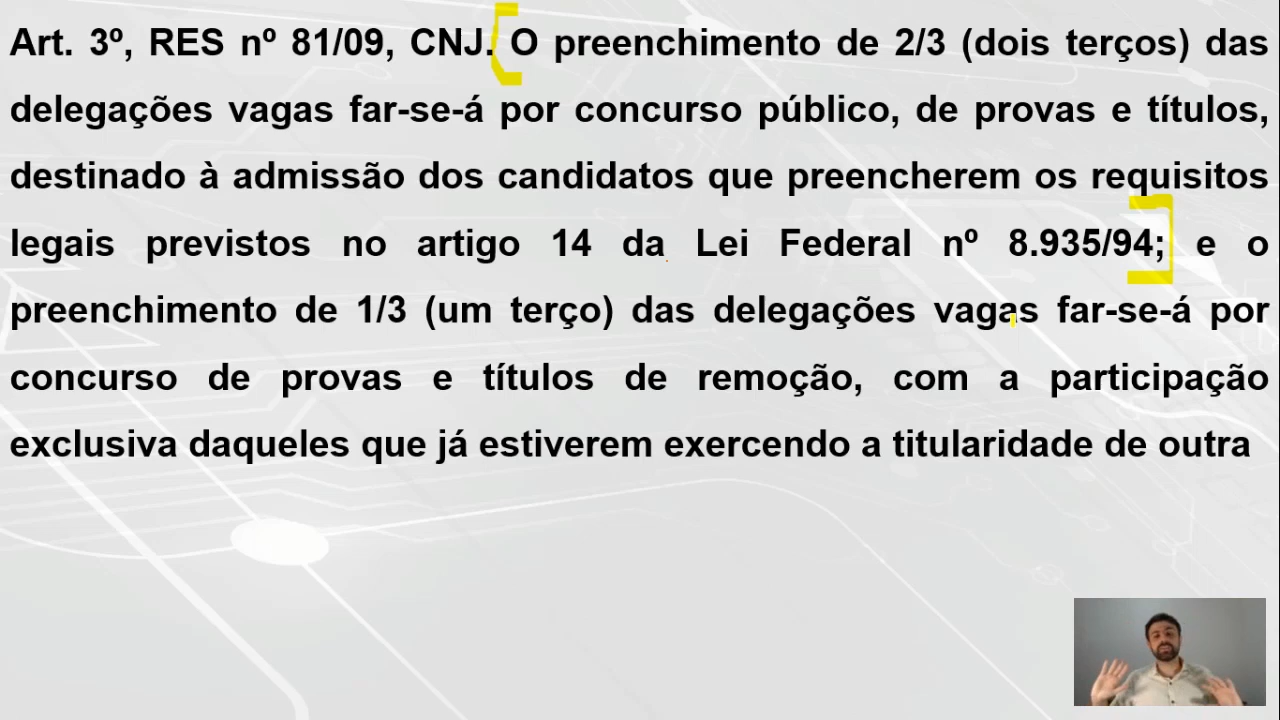 Art. 3º, RES nº 81/09, CNJ. O preenchimento de 2/3 (dois terços) das
delegações vagas far-se-á por concurso público, de provas e títulos,
destinado à admissão dos candidatos que preencherem os requisitos
legais previstos no artigo 14 da Lei Federal nº 8.935/94; e o
preenchimento de 1/3 (um terço) das delegações vagas far-se-á por
concurso de provas e títulos de remoção, com a participação
exclusiva daqueles que já estiverem exercendo a titularidade de outra